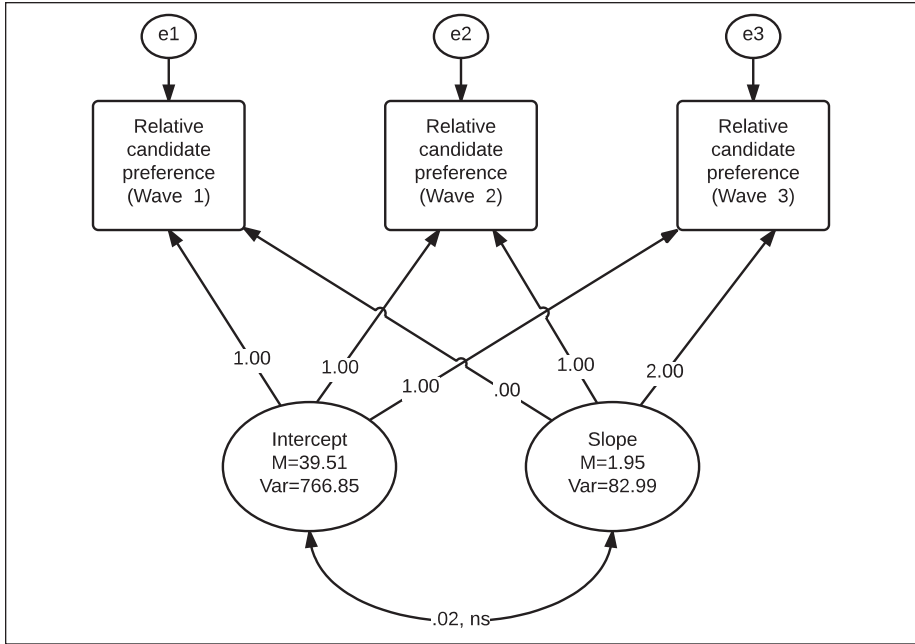 e1
e2
e3
Relative
candidate
preference
(Wave 1)
Relative
candidate
preference
(Wave 2)
Relative
candidate
preference
(Wave 3)
1.00
1.00
1.00
.00
1.00
2.00
Intercept
M=39.51
Var=766.85
Slope
M=1.95
Var=82.99
.02, ns